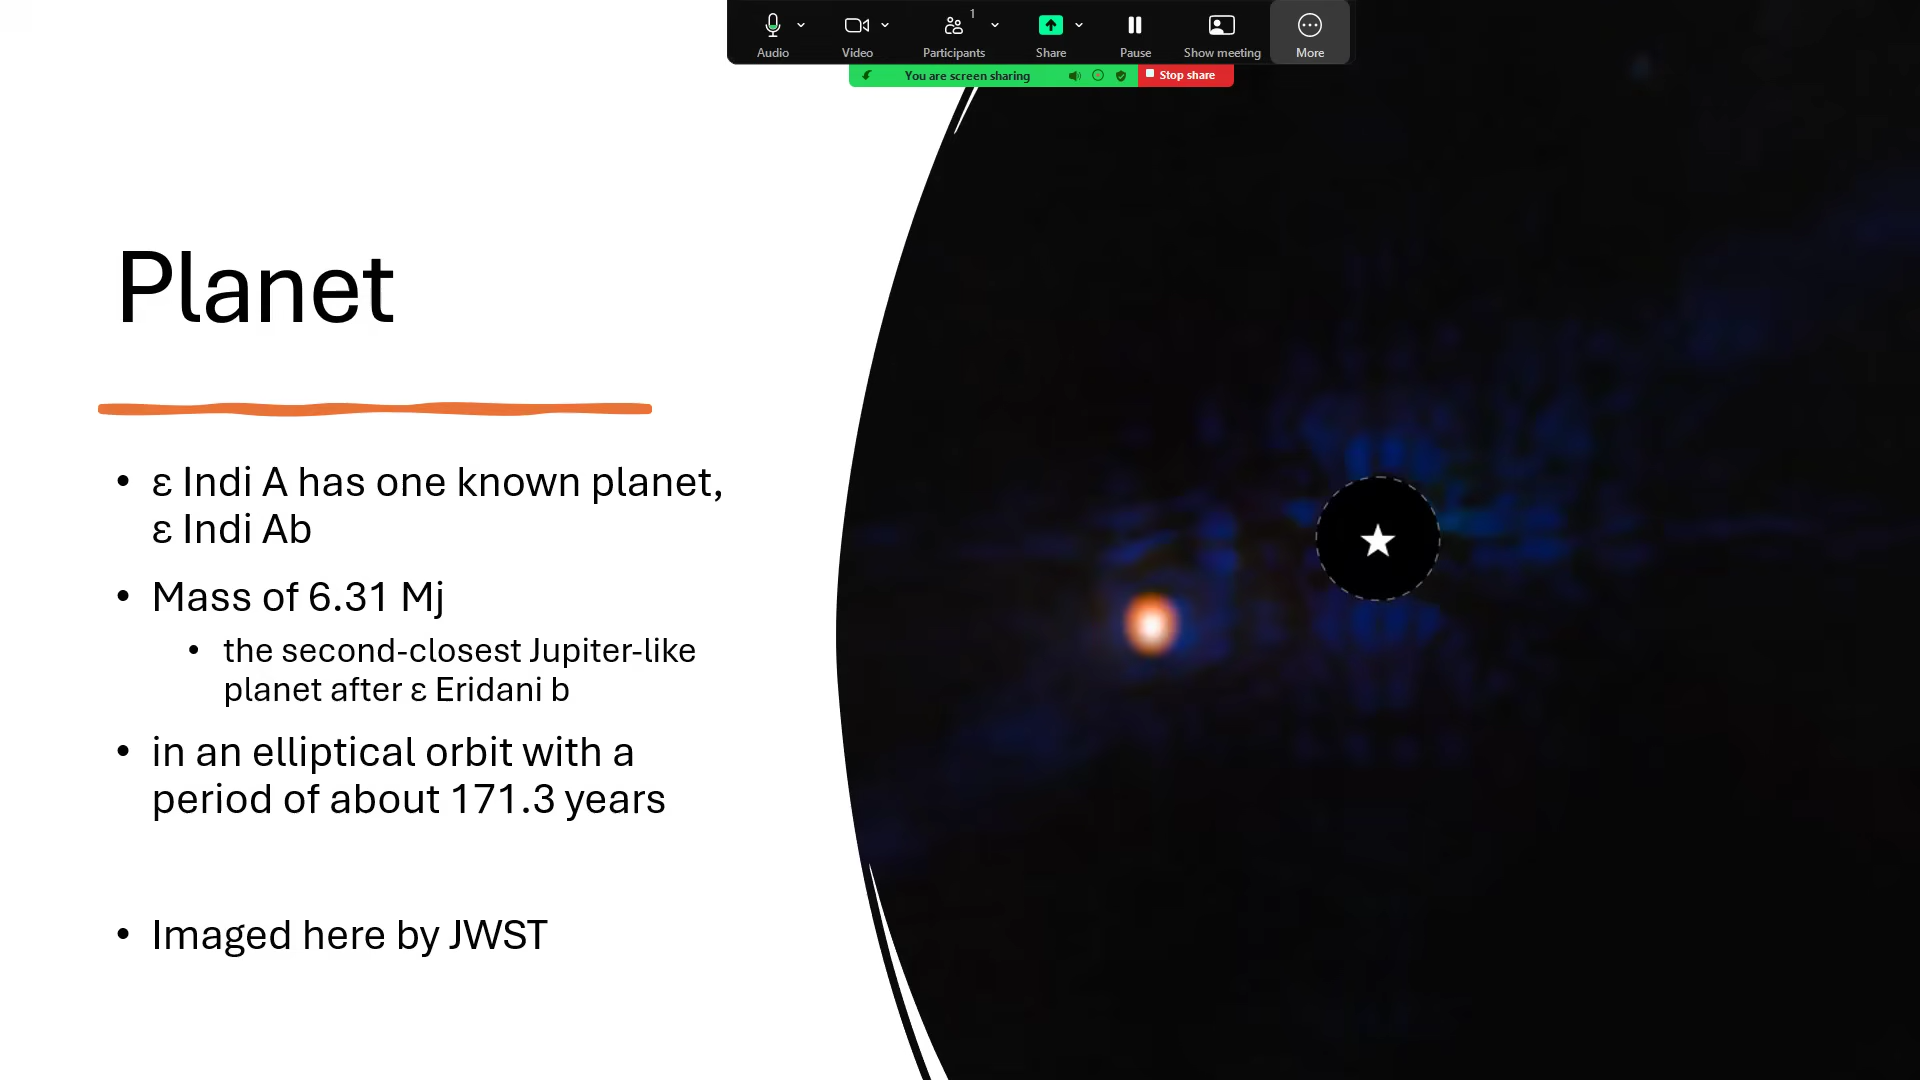 1
Audio
Video
Participants
Share
Pause
Show meeting
More
You are screen sharing
Stop share
Planet
• ε Indi A has one known planet,
ε Indi Ab
• Mass of 6.31 Mj
• the second-closest Jupiter-like
planet after ε Eridani b
• in an elliptical orbit with a
period of about 171.3 years
• Imaged here by JWST